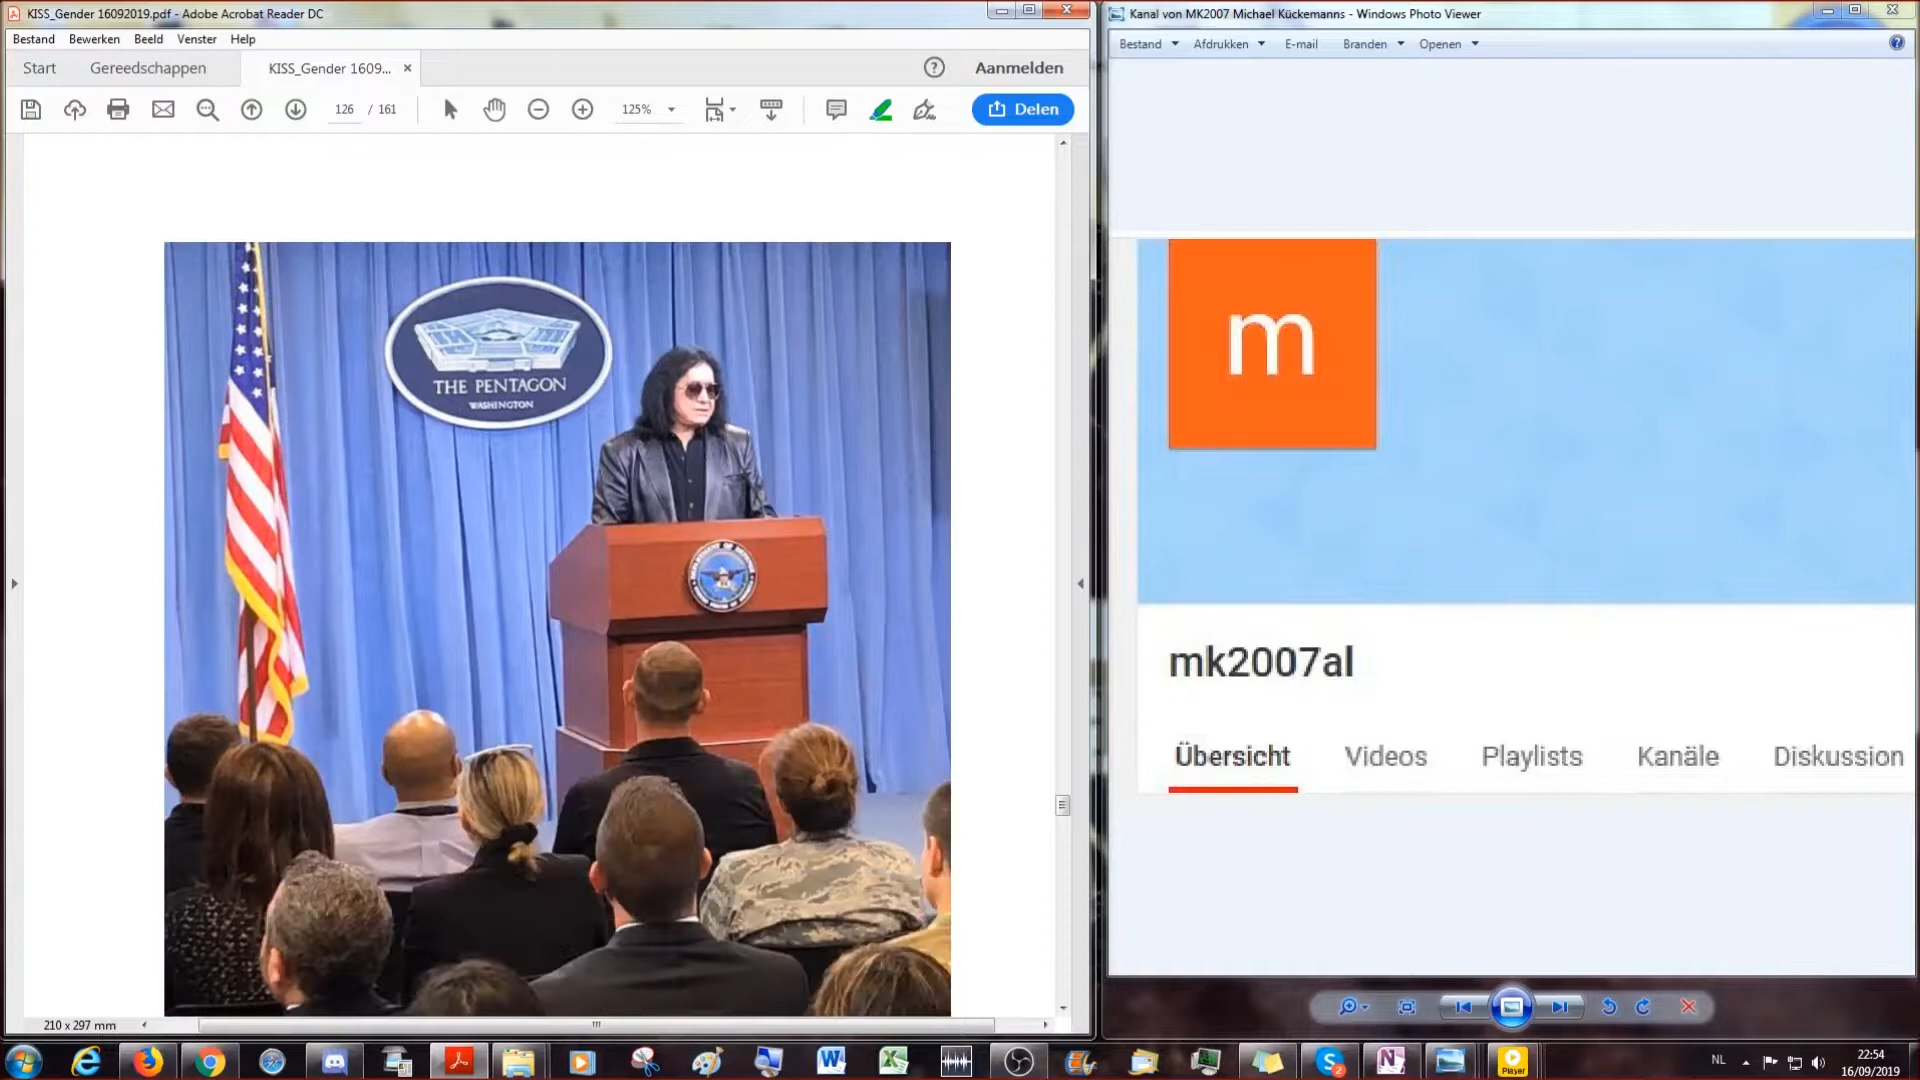 KISS_Gender 16092019.pdf - Adobe Acrobat Reader DC
Bestand Bewerken Beeld Venster Help
Start Gereedschappen KISS_Gender 1609... × Aanmelden
126 / 161 125% Delen
THE PENTAGON
WASHINGTON
210 x 297 mm
Kanal von MK2007 Michael Kückemanns - Windows Photo Viewer
Bestand Afdrukken E-mail Branden Openen
m
mk2007al
Übersicht Videos Playlists Kanäle Diskussion
Player
NL
22:54
16/09/2019